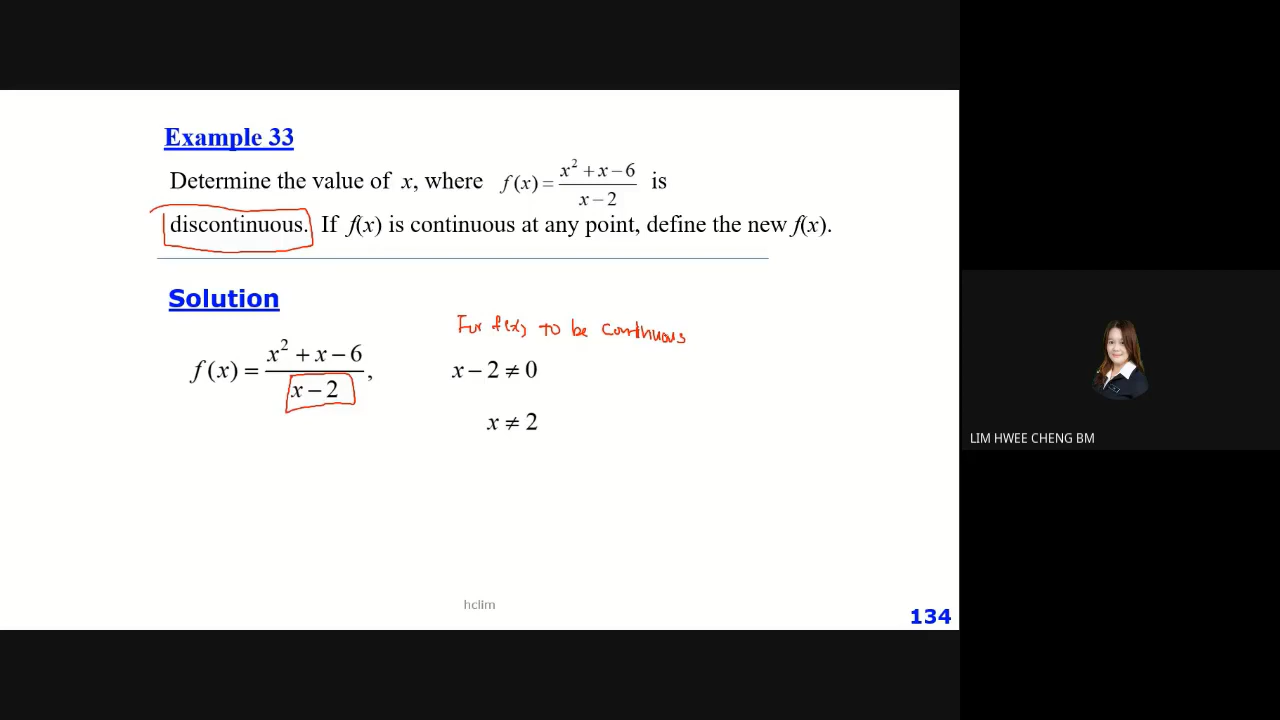 Example 33
Determine the value of x, where f(x) = (x² + x − 6)/(x − 2) is
discontinuous. If f(x) is continuous at any point, define the new f(x).
Solution
For f(x) to be continuous
f(x) = (x² + x − 6)/(x − 2), x − 2 ≠ 0
x ≠ 2
LIM HWEE CHENG BM
hclim
134